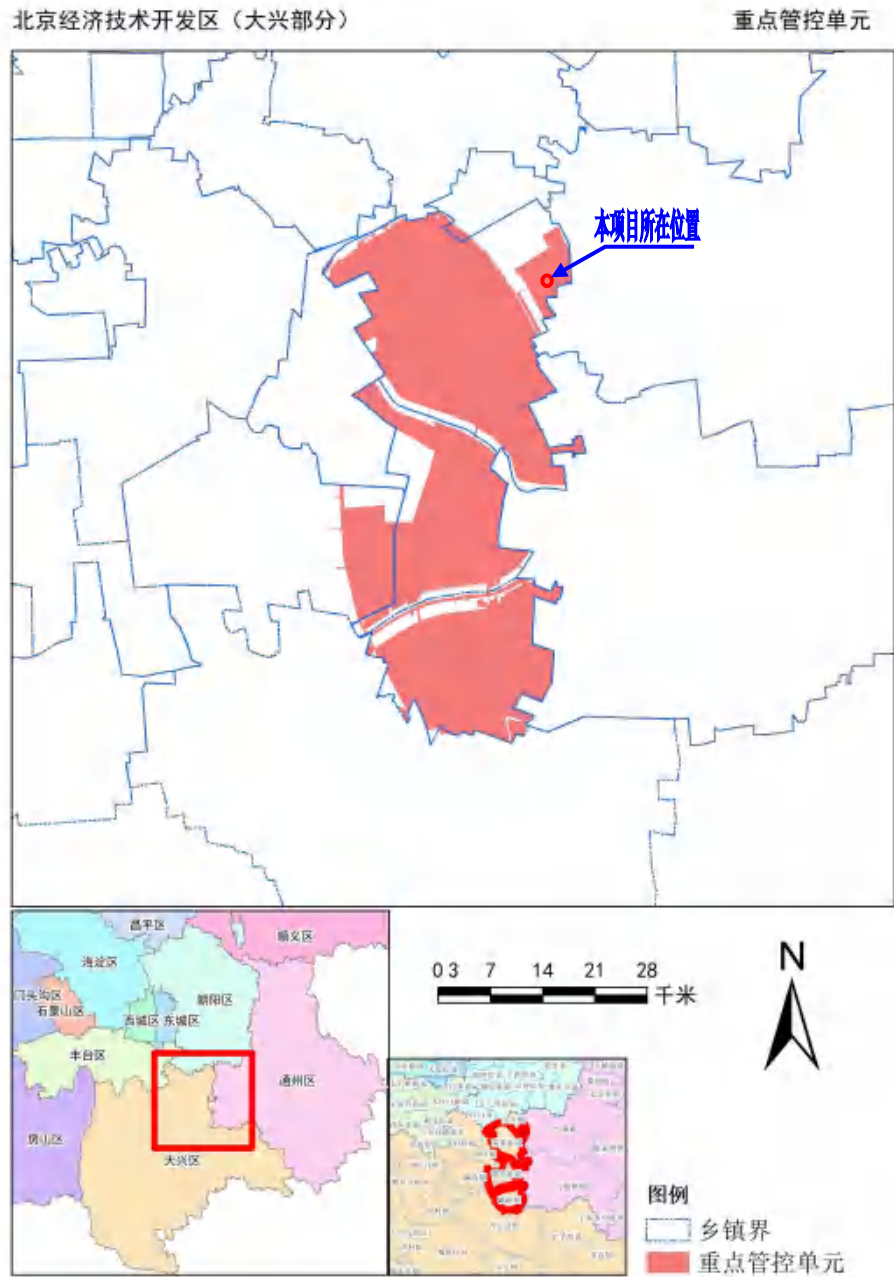 北京经济技术开发区（大兴部分）
重点管控单元
本项目所在位置
昌平区
顺义区
海淀区
门头沟区
石景山区
朝阳区
西城区
东城区
丰台区
通州区
房山区
大兴区
0 3 7 14 21 28
千米
N
图例
乡镇界
重点管控单元